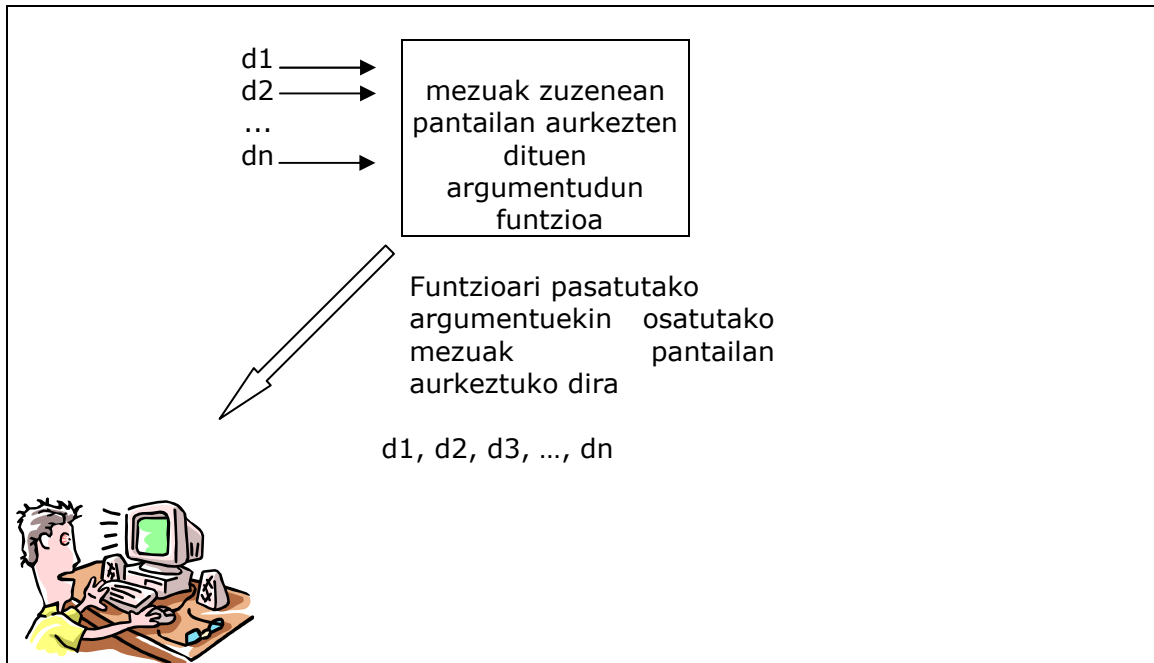 d1
d2
...
dn
mezuak zuzenean
pantailan aurkezten
dituen
argumentudun
funtzioa
Funtzioari pasatutako
argumentuekin osatutako
mezuak pantailan
aurkeztuko dira
d1, d2, d3, …, dn